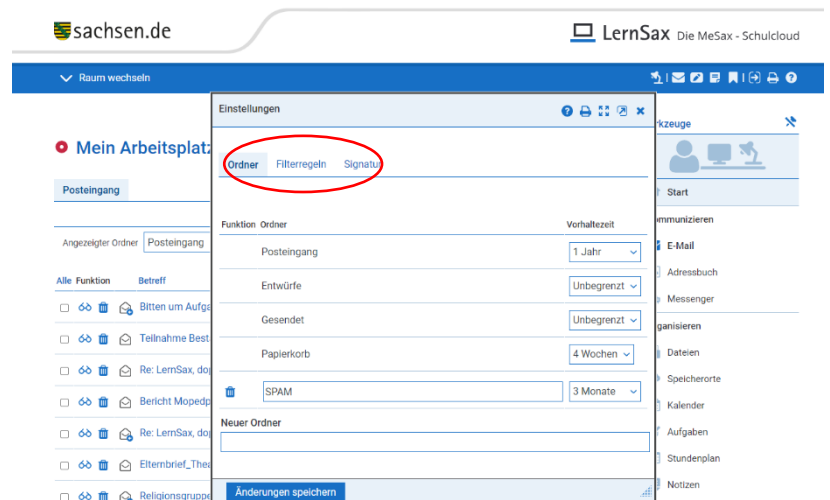 sachsen.de
LernSax Die MeSax - Schulcloud
Raum wechseln
Einstellungen
Mein Arbeitsplatz
Ordner Filterregeln Signatur
Start
Posteingang
Funktion Ordner Vorhaltezeit
Kommunizieren
Angezeigter Ordner Posteingang
Posteingang 1 Jahr
E-Mail
Adressbuch
Alle Funktion Betreff
Entwürfe Unbegrenzt
Messenger
Bitten um Aufga
Gesendet Unbegrenzt
ganisieren
Teilnahme Best
Papierkorb 4 Wochen
Dateien
Re: LernSax, do
Speicherorte
SPAM 3 Monate
Bericht Mopedp
Kalender
Neuer Ordner
Re: LernSax, do
Aufgaben
Elternbrief_Thea
Stundenplan
Religionsgruppe
Änderungen speichern
Notizen